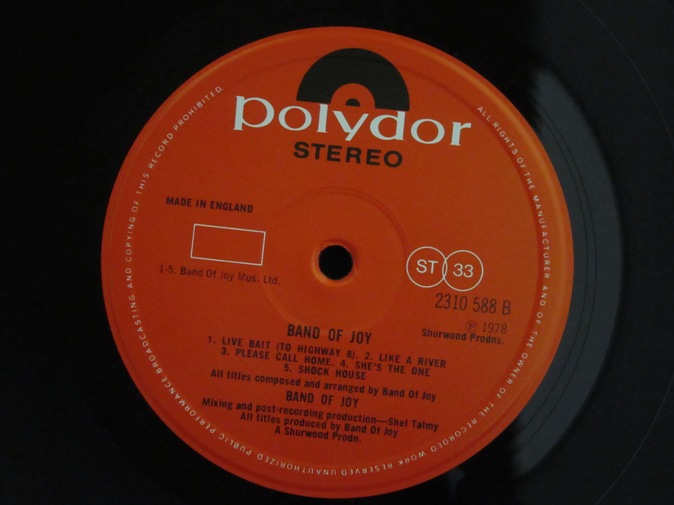 polydor
STEREO
MADE IN ENGLAND
1-5. Band Of Joy Mus. Ltd.
ST 33
2310 588 B
℗ 1978
Shurwood Prodns.
BAND OF JOY
1. LIVE BAIT (TO HIGHWAY 8). 2. LIKE A RIVER
3. PLEASE CALL HOME. 4. SHE'S THE ONE
5. SHOCK HOUSE
All titles composed and arranged by Band Of Joy
BAND OF JOY
Mixing and post-recording production—Shel Talmy
All titles produced by Band Of Joy
A Shurwood Prodn.
ALL RIGHTS OF THE MANUFACTURER AND OF THE OWNER OF THE RECORDED WORK RESERVED UNAUTHORIZED PUBLIC PERFORMANCE BROADCASTING AND COPYING OF THIS RECORD PROHIBITED